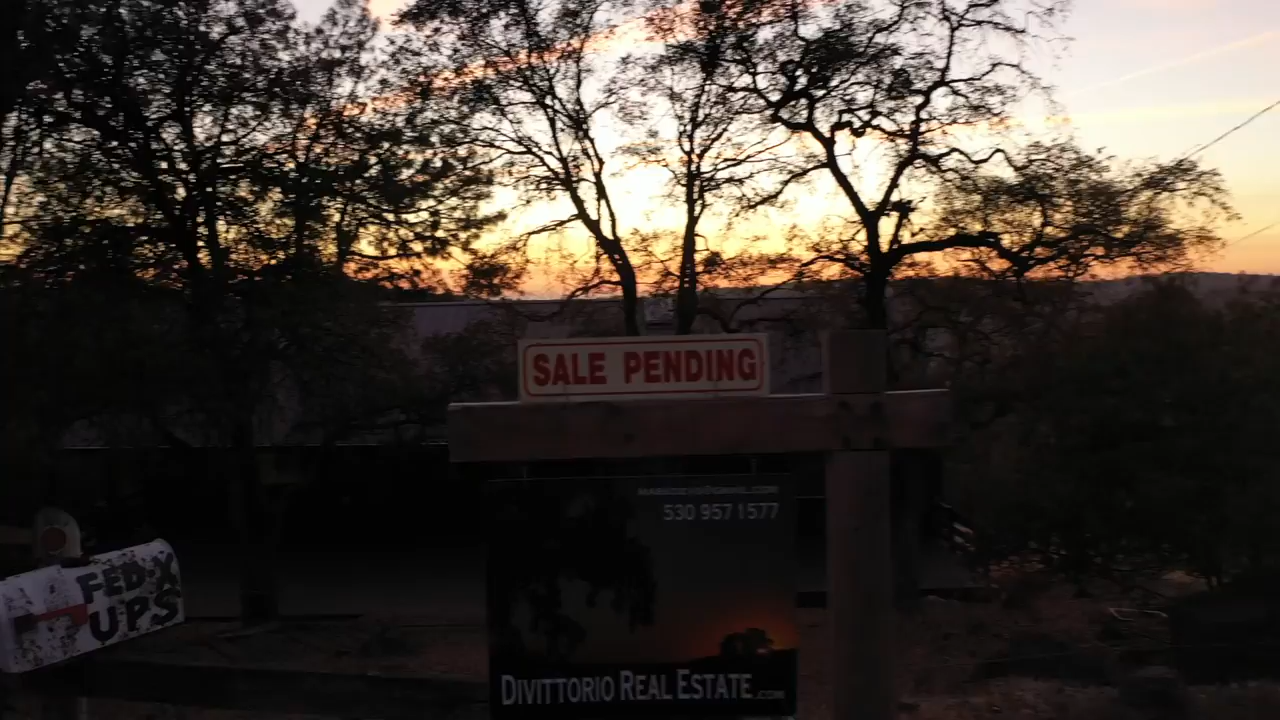 SALE PENDING
530 957 1577
FED-X
UPS
DIVITTORIO REAL ESTATE.COM